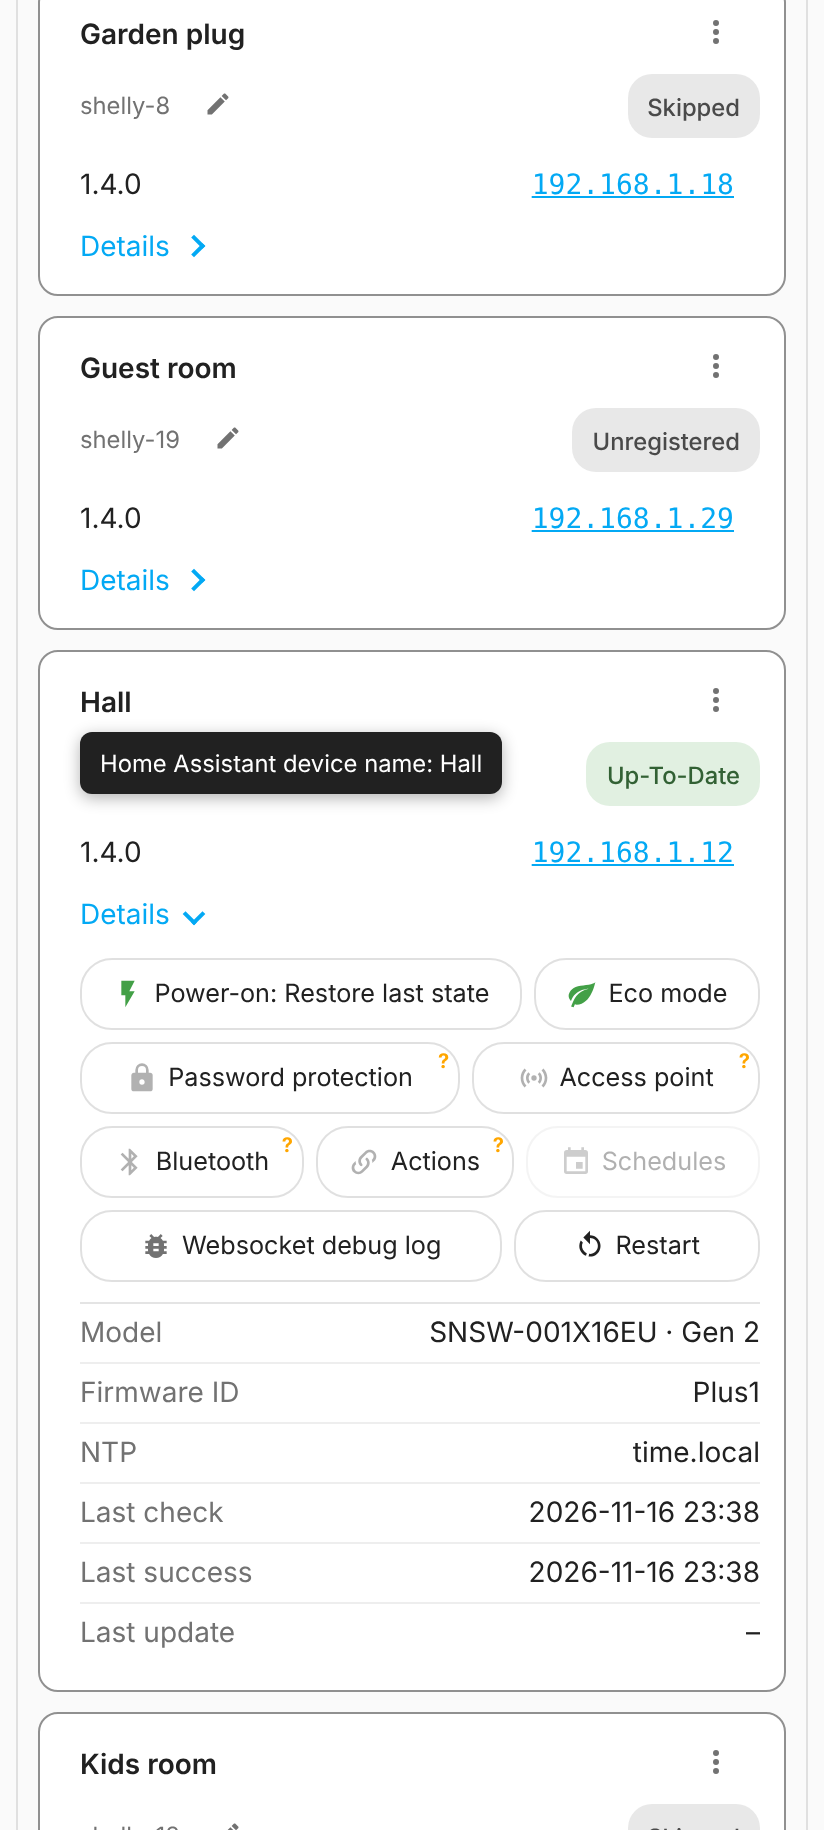 Garden plug
shelly-8
Skipped
1.4.0
192.168.1.18
Details
Guest room
shelly-19
Unregistered
1.4.0
192.168.1.29
Details
Hall
Home Assistant device name: Hall
Up-To-Date
1.4.0
192.168.1.12
Details
Power-on: Restore last state
Eco mode
Password protection ?
Access point ?
Bluetooth ?
Actions ?
Schedules
Websocket debug log
Restart
Model SNSW-001X16EU · Gen 2
Firmware ID Plus1
NTP time.local
Last check 2026-11-16 23:38
Last success 2026-11-16 23:38
Last update –
Kids room